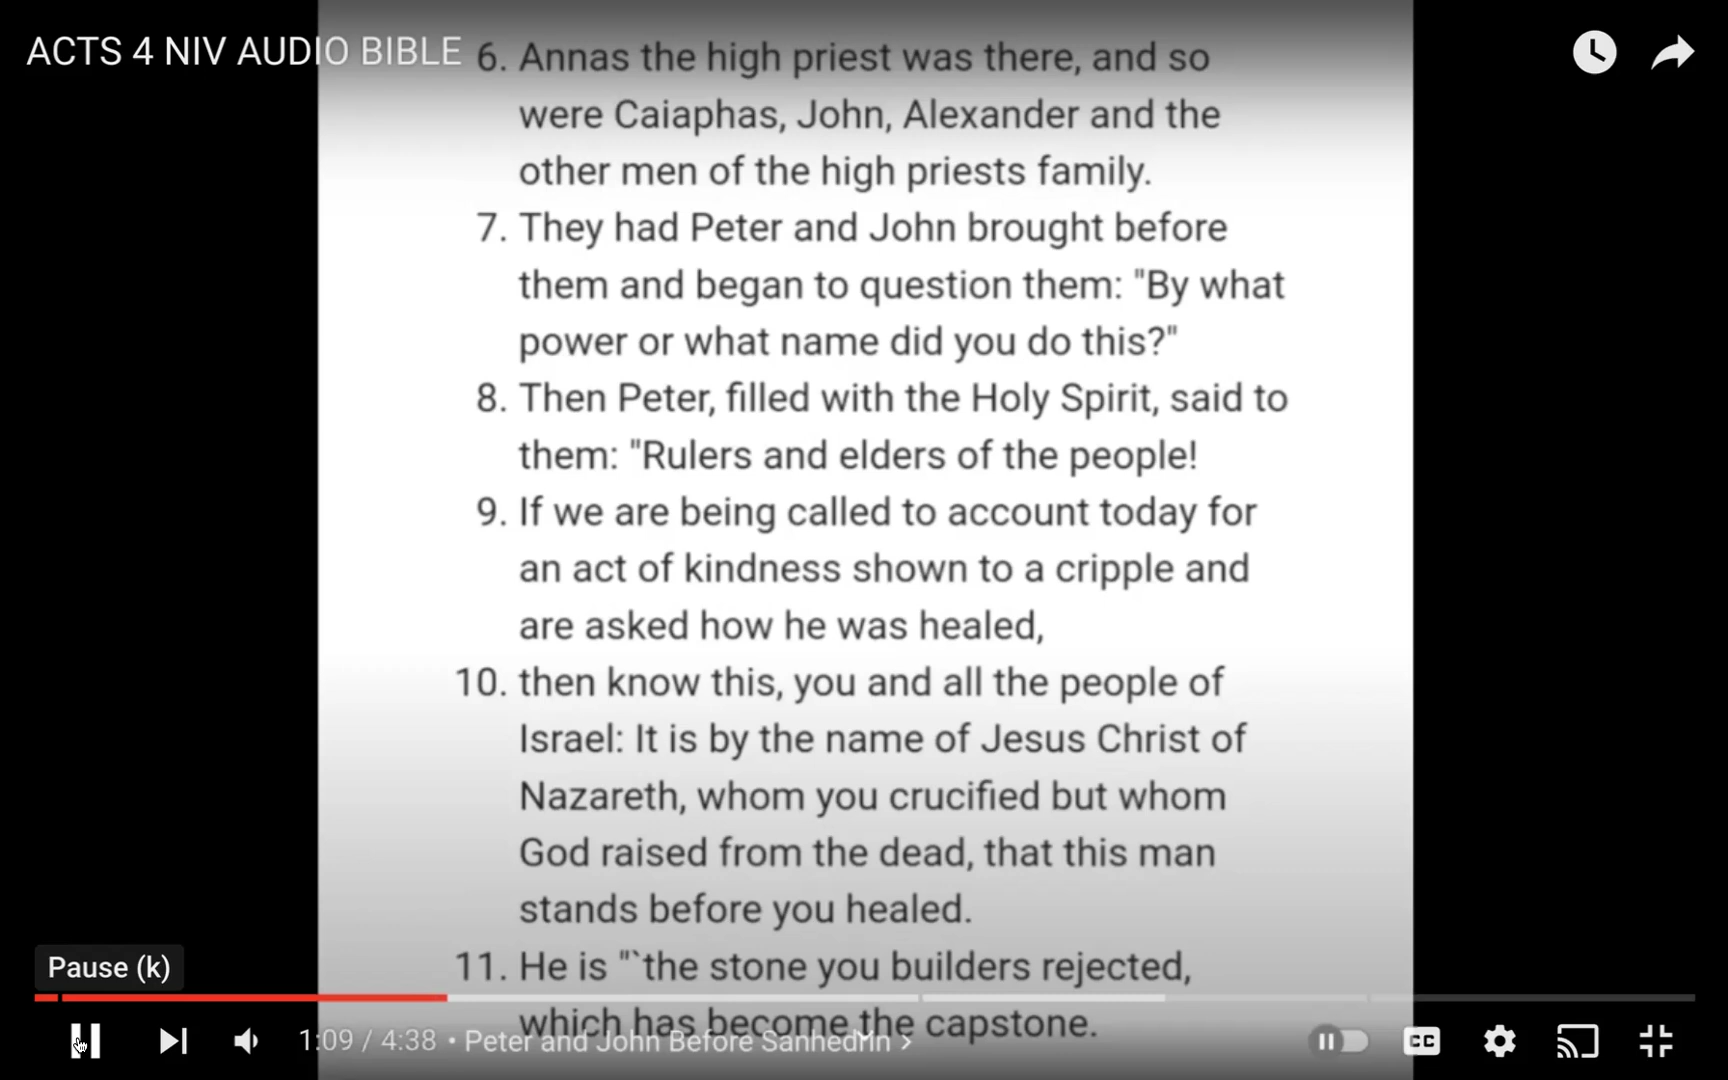 ACTS 4 NIV AUDIO BIBLE
6. Annas the high priest was there, and so
were Caiaphas, John, Alexander and the
other men of the high priests family.
7. They had Peter and John brought before
them and began to question them: "By what
power or what name did you do this?"
8. Then Peter, filled with the Holy Spirit, said to
them: "Rulers and elders of the people!
9. If we are being called to account today for
an act of kindness shown to a cripple and
are asked how he was healed,
10. then know this, you and all the people of
Israel: It is by the name of Jesus Christ of
Nazareth, whom you crucified but whom
God raised from the dead, that this man
stands before you healed.
11. He is "`the stone you builders rejected,
which has become the capstone.
Pause (k)
1:09 / 4:38 • Peter and John Before Sanhedrin >
CC